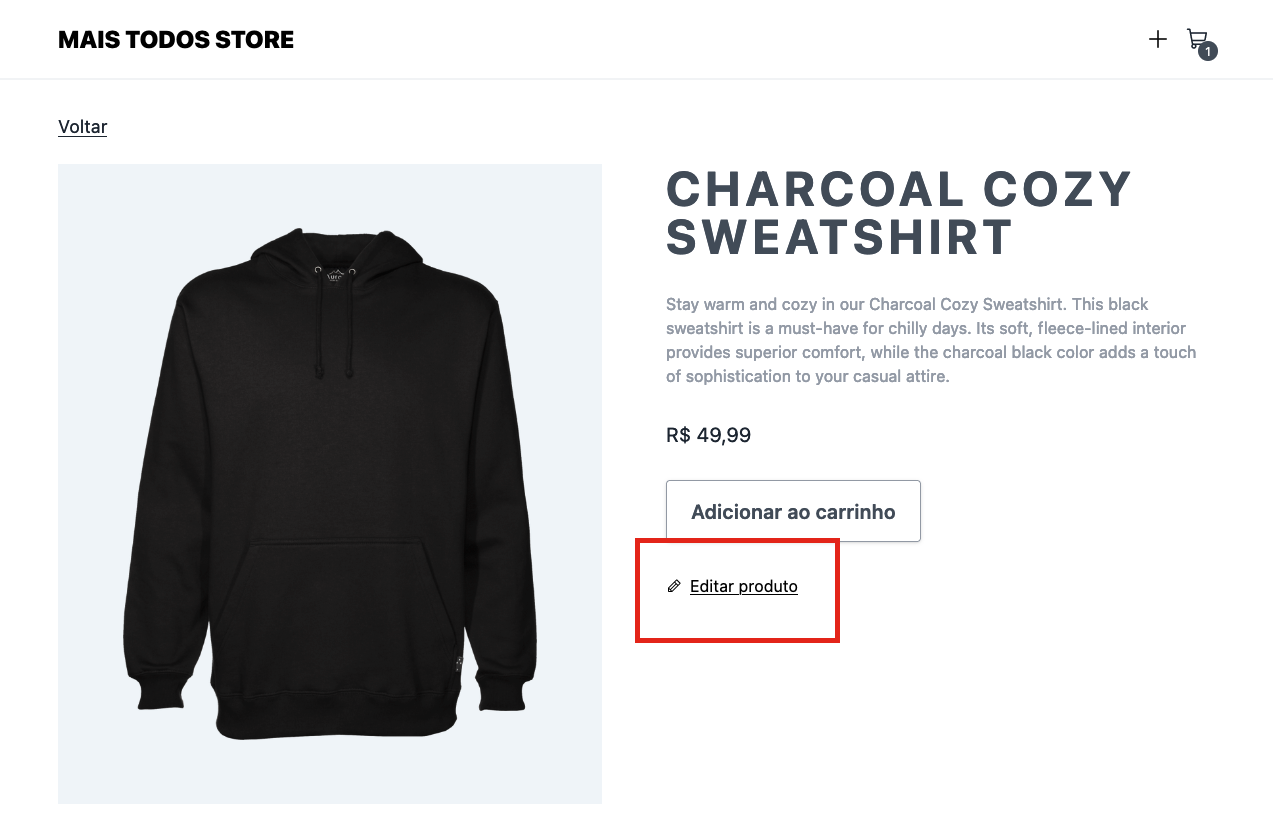 MAIS TODOS STORE
1
Voltar
CHARCOAL COZY
SWEATSHIRT
Stay warm and cozy in our Charcoal Cozy Sweatshirt. This black
sweatshirt is a must-have for chilly days. Its soft, fleece-lined interior
provides superior comfort, while the charcoal black color adds a touch
of sophistication to your casual attire.
R$ 49,99
Adicionar ao carrinho
Editar produto